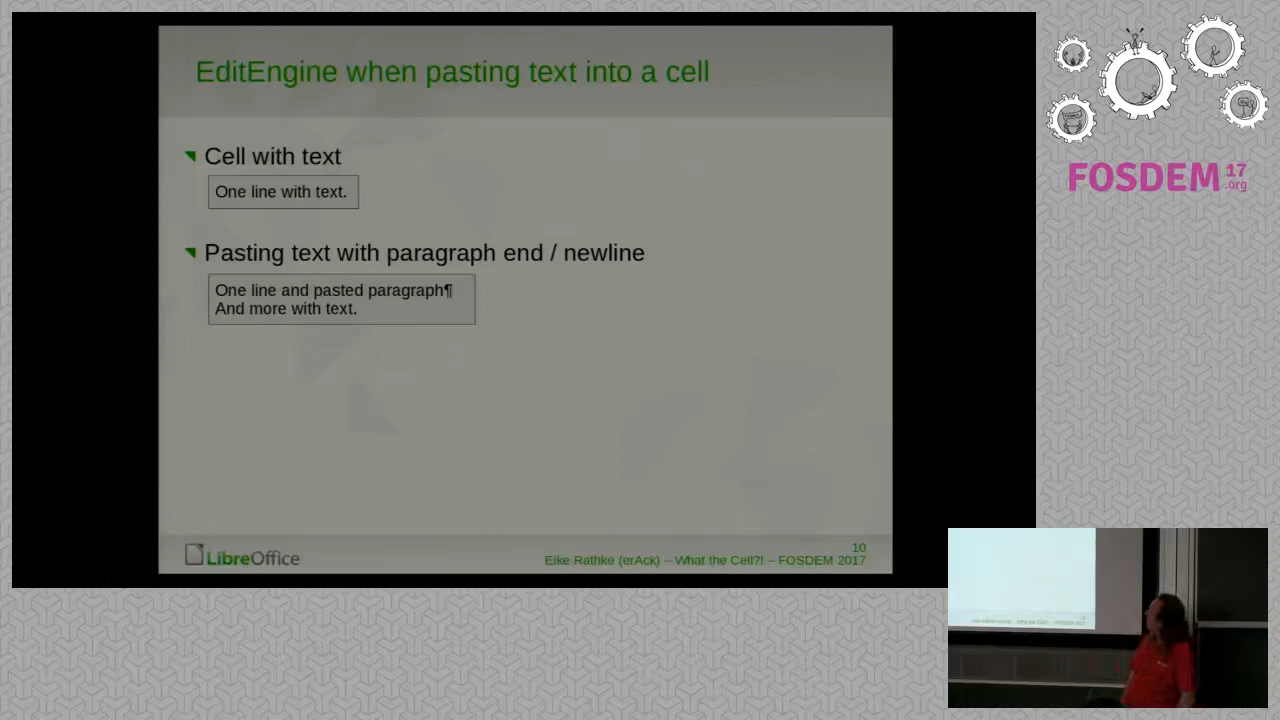 EditEngine when pasting text into a cell
Cell with text
One line with text.
Pasting text with paragraph end / newline
One line and pasted paragraph¶
And more with text.
LibreOffice
10
Eike Rathke (erAck) – What the Cell?! – FOSDEM 2017
FOSDEM 17
.org